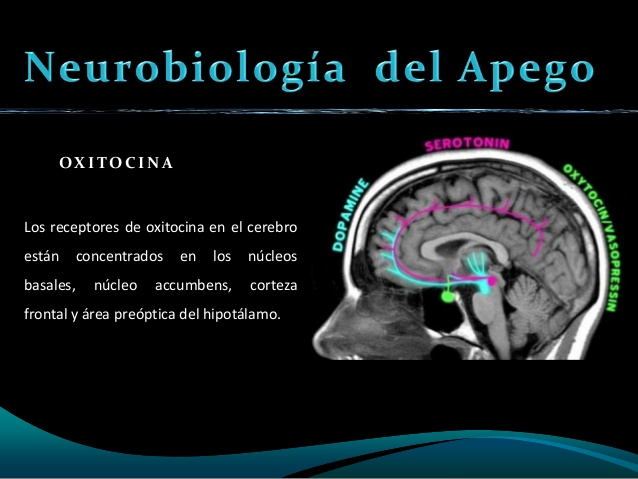 Neurobiología del Apego
OXITOCINA
Los receptores de oxitocina en el cerebro
están concentrados en los núcleos
basales, núcleo accumbens, corteza
frontal y área preóptica del hipotálamo.
DOPAMINE
SEROTONIN
OXYTOCIN/VASOPRESSIN